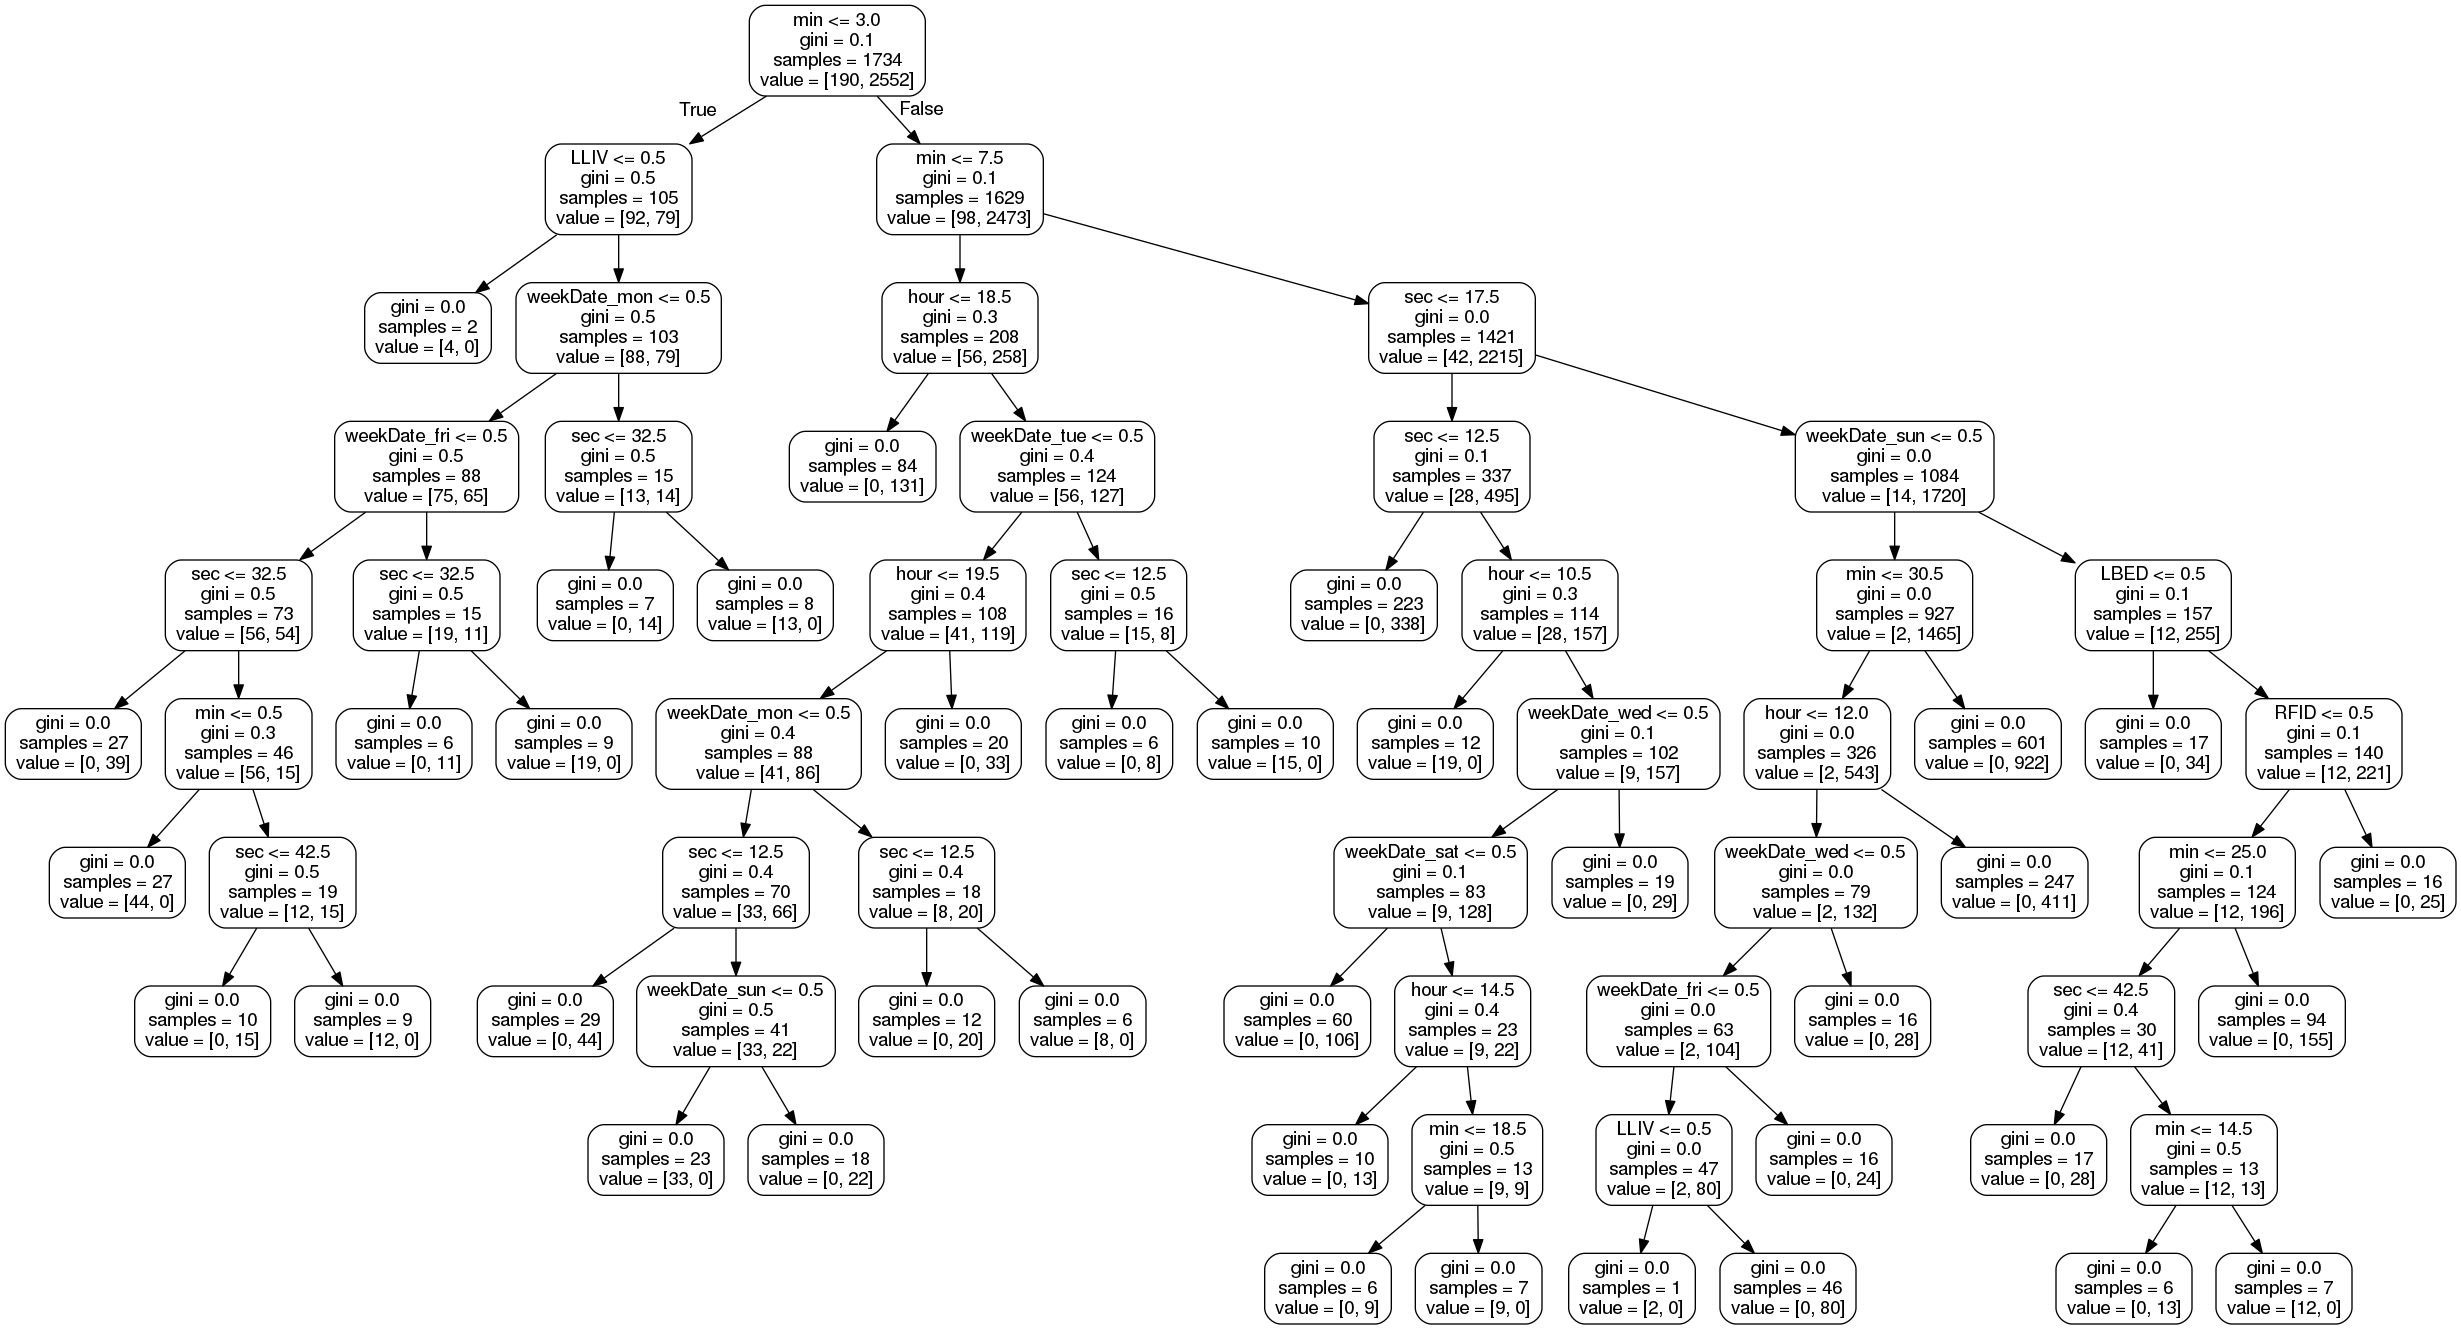 min <= 3.0
gini = 0.1
samples = 1734
value = [190, 2552]
True
False
LLIV <= 0.5
gini = 0.5
samples = 105
value = [92, 79]
min <= 7.5
gini = 0.1
samples = 1629
value = [98, 2473]
gini = 0.0
samples = 2
value = [4, 0]
weekDate_mon <= 0.5
gini = 0.5
samples = 103
value = [88, 79]
hour <= 18.5
gini = 0.3
samples = 208
value = [56, 258]
sec <= 17.5
gini = 0.0
samples = 1421
value = [42, 2215]
weekDate_fri <= 0.5
gini = 0.5
samples = 88
value = [75, 65]
sec <= 32.5
gini = 0.5
samples = 15
value = [13, 14]
gini = 0.0
samples = 84
value = [0, 131]
weekDate_tue <= 0.5
gini = 0.4
samples = 124
value = [56, 127]
sec <= 12.5
gini = 0.1
samples = 337
value = [28, 495]
weekDate_sun <= 0.5
gini = 0.0
samples = 1084
value = [14, 1720]
sec <= 32.5
gini = 0.5
samples = 73
value = [56, 54]
sec <= 32.5
gini = 0.5
samples = 15
value = [19, 11]
gini = 0.0
samples = 7
value = [0, 14]
gini = 0.0
samples = 8
value = [13, 0]
hour <= 19.5
gini = 0.4
samples = 108
value = [41, 119]
sec <= 12.5
gini = 0.5
samples = 16
value = [15, 8]
gini = 0.0
samples = 223
value = [0, 338]
hour <= 10.5
gini = 0.3
samples = 114
value = [28, 157]
min <= 30.5
gini = 0.0
samples = 927
value = [2, 1465]
LBED <= 0.5
gini = 0.1
samples = 157
value = [12, 255]
gini = 0.0
samples = 27
value = [0, 39]
min <= 0.5
gini = 0.3
samples = 46
value = [56, 15]
gini = 0.0
samples = 6
value = [0, 11]
gini = 0.0
samples = 9
value = [19, 0]
weekDate_mon <= 0.5
gini = 0.4
samples = 88
value = [41, 86]
gini = 0.0
samples = 20
value = [0, 33]
gini = 0.0
samples = 6
value = [0, 8]
gini = 0.0
samples = 10
value = [15, 0]
gini = 0.0
samples = 12
value = [19, 0]
weekDate_wed <= 0.5
gini = 0.1
samples = 102
value = [9, 157]
hour <= 12.0
gini = 0.0
samples = 326
value = [2, 543]
gini = 0.0
samples = 601
value = [0, 922]
gini = 0.0
samples = 17
value = [0, 34]
RFID <= 0.5
gini = 0.1
samples = 140
value = [12, 221]
gini = 0.0
samples = 27
value = [44, 0]
sec <= 42.5
gini = 0.5
samples = 19
value = [12, 15]
sec <= 12.5
gini = 0.4
samples = 70
value = [33, 66]
sec <= 12.5
gini = 0.4
samples = 18
value = [8, 20]
weekDate_sat <= 0.5
gini = 0.1
samples = 83
value = [9, 128]
gini = 0.0
samples = 19
value = [0, 29]
weekDate_wed <= 0.5
gini = 0.0
samples = 79
value = [2, 132]
gini = 0.0
samples = 247
value = [0, 411]
min <= 25.0
gini = 0.1
samples = 124
value = [12, 196]
gini = 0.0
samples = 16
value = [0, 25]
gini = 0.0
samples = 10
value = [0, 15]
gini = 0.0
samples = 9
value = [12, 0]
gini = 0.0
samples = 29
value = [0, 44]
weekDate_sun <= 0.5
gini = 0.5
samples = 41
value = [33, 22]
gini = 0.0
samples = 12
value = [0, 20]
gini = 0.0
samples = 6
value = [8, 0]
gini = 0.0
samples = 60
value = [0, 106]
hour <= 14.5
gini = 0.4
samples = 23
value = [9, 22]
weekDate_fri <= 0.5
gini = 0.0
samples = 63
value = [2, 104]
gini = 0.0
samples = 16
value = [0, 28]
sec <= 42.5
gini = 0.4
samples = 30
value = [12, 41]
gini = 0.0
samples = 94
value = [0, 155]
gini = 0.0
samples = 23
value = [33, 0]
gini = 0.0
samples = 18
value = [0, 22]
gini = 0.0
samples = 10
value = [0, 13]
min <= 18.5
gini = 0.5
samples = 13
value = [9, 9]
LLIV <= 0.5
gini = 0.0
samples = 47
value = [2, 80]
gini = 0.0
samples = 16
value = [0, 24]
gini = 0.0
samples = 17
value = [0, 28]
min <= 14.5
gini = 0.5
samples = 13
value = [12, 13]
gini = 0.0
samples = 6
value = [0, 9]
gini = 0.0
samples = 7
value = [9, 0]
gini = 0.0
samples = 1
value = [2, 0]
gini = 0.0
samples = 46
value = [0, 80]
gini = 0.0
samples = 6
value = [0, 13]
gini = 0.0
samples = 7
value = [12, 0]